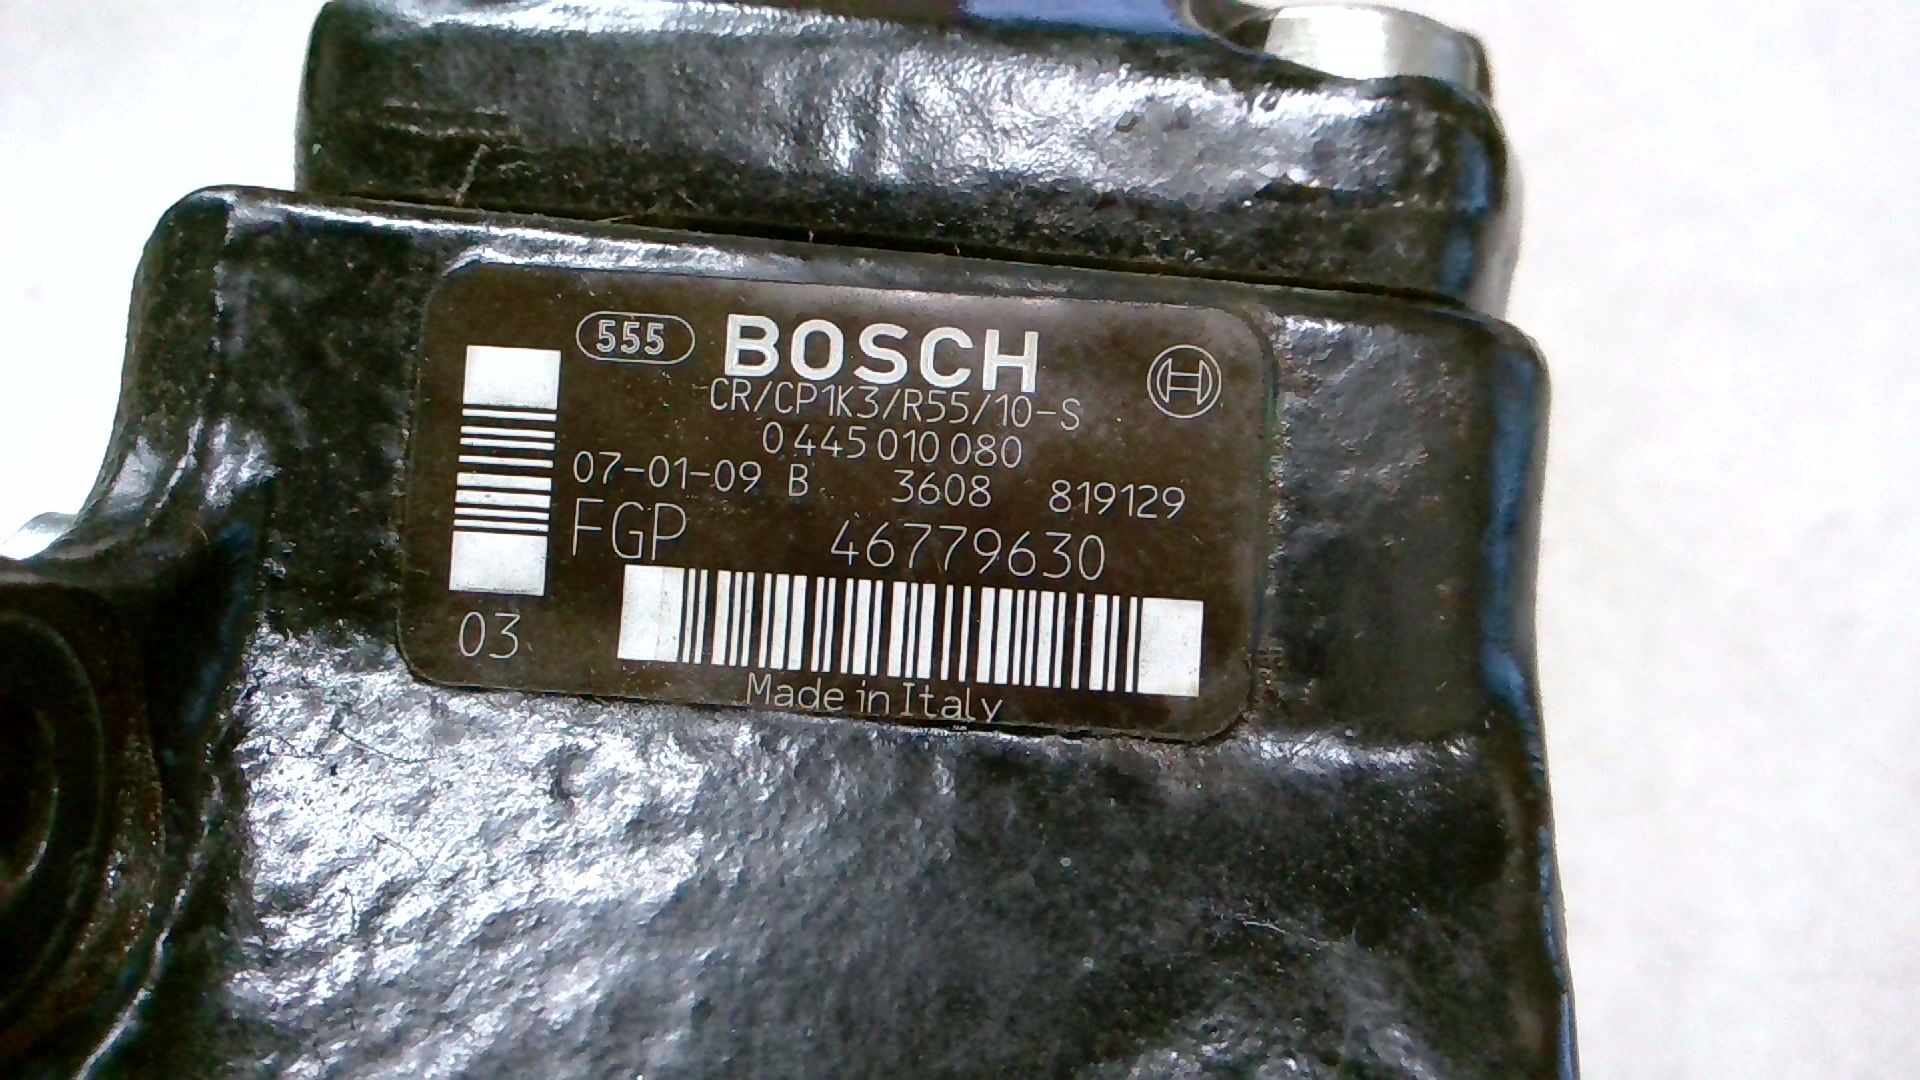 555 BOSCH
CR/CP1K3/R55/10-S
0 445 010 080
07-01-09 B 3608 819129
FGP 46779630
03
Made in Italy